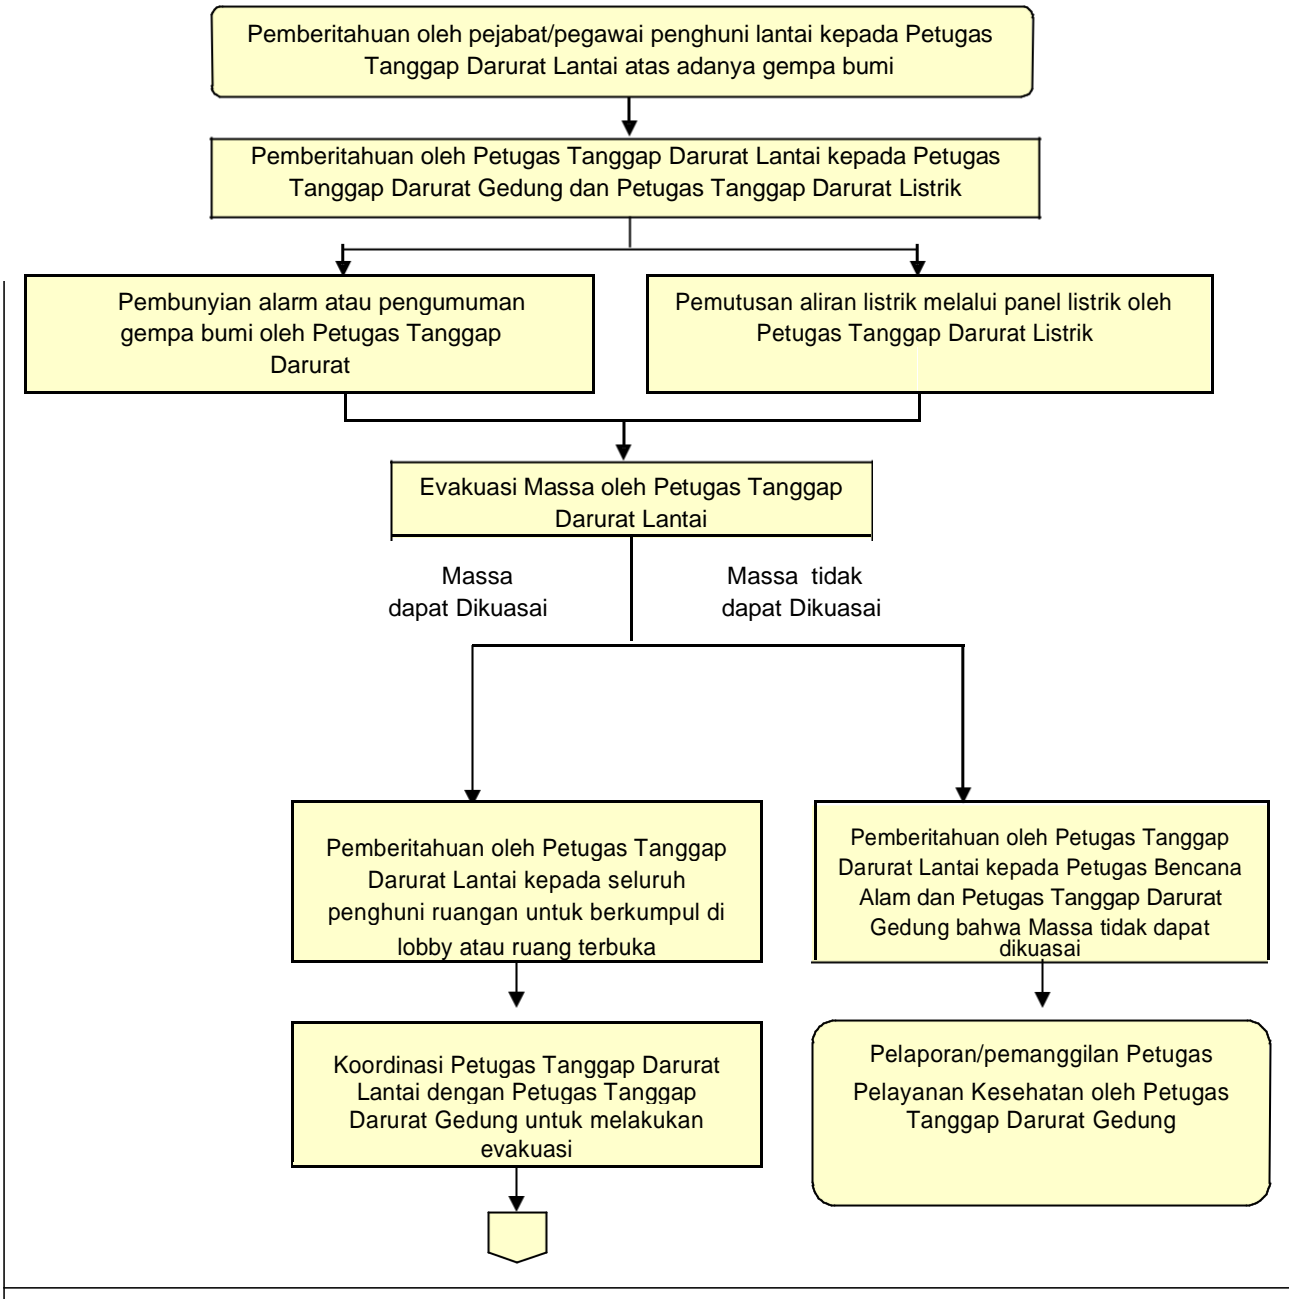 Pemberitahuan oleh pejabat/pegawai penghuni lantai kepada Petugas
Tanggap Darurat Lantai atas adanya gempa bumi
Pemberitahuan oleh Petugas Tanggap Darurat Lantai kepada Petugas
Tanggap Darurat Gedung dan Petugas Tanggap Darurat Listrik
Pembunyian alarm atau pengumuman
gempa bumi oleh Petugas Tanggap
Darurat
Pemutusan aliran listrik melalui panel listrik oleh
Petugas Tanggap Darurat Listrik
Evakuasi Massa oleh Petugas Tanggap
Darurat Lantai
Massa
dapat Dikuasai
Massa tidak
dapat Dikuasai
Pemberitahuan oleh Petugas Tanggap
Darurat Lantai kepada seluruh
penghuni ruangan untuk berkumpul di
lobby atau ruang terbuka
Pemberitahuan oleh Petugas Tanggap
Darurat Lantai kepada Petugas Bencana
Alam dan Petugas Tanggap Darurat
Gedung bahwa Massa tidak dapat
dikuasai
Koordinasi Petugas Tanggap Darurat
Lantai dengan Petugas Tanggap
Darurat Gedung untuk melakukan
evakuasi
Pelaporan/pemanggilan Petugas
Pelayanan Kesehatan oleh Petugas
Tanggap Darurat Gedung